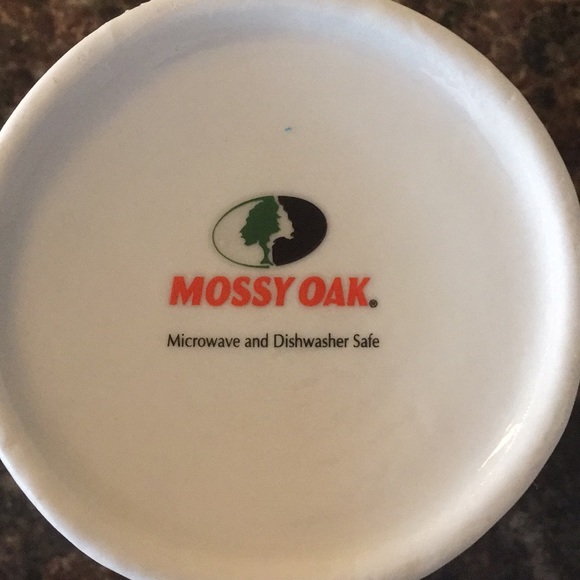 MOSSY OAK®
Microwave and Dishwasher Safe